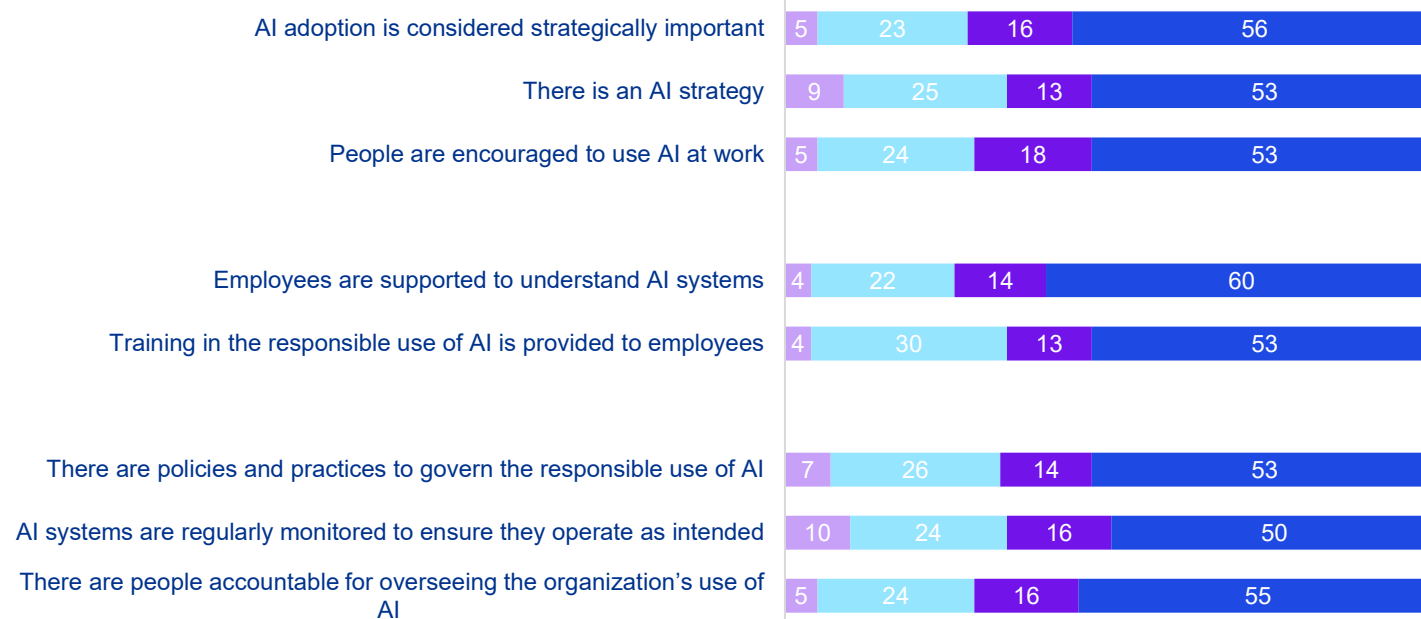 AI adoption is considered strategically important 5 23 16 56
There is an AI strategy 9 25 13 53
People are encouraged to use AI at work 5 24 18 53
Employees are supported to understand AI systems 4 22 14 60
Training in the responsible use of AI is provided to employees 4 30 13 53
There are policies and practices to govern the responsible use of AI 7 26 14 53
AI systems are regularly monitored to ensure they operate as intended 10 24 16 50
There are people accountable for overseeing the organization’s use of
AI 5 24 16 55